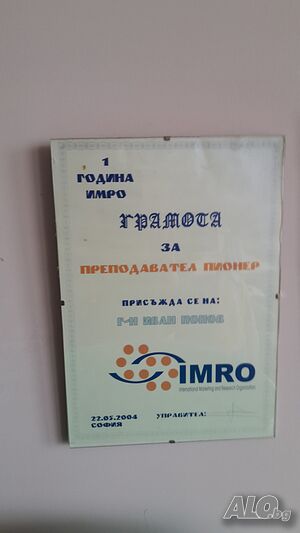 1
ГОДИНА
ИМРО
ГРАМОТА
ЗА
ПРЕПОДАВАТЕЛ ПИОНЕР
ПРИСЪЖДА СЕ НА:
Г-Н ИВАН ПОПОВ
IMRO
International Marketing and Research Organization
22.05.2004
СОФИЯ
УПРАВИТЕЛ:
ALO.bg